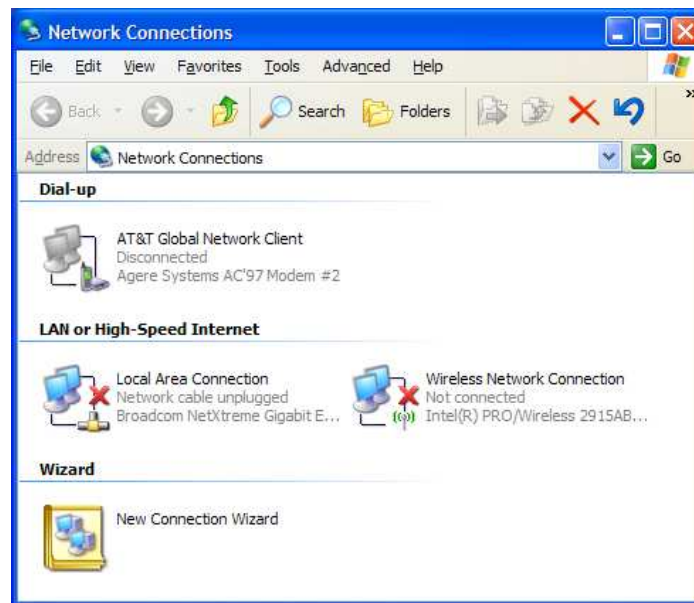 Network Connections
File Edit View Favorites Tools Advanced Help
Back Search Folders »
Address Network Connections Go
Dial-up
AT&T Global Network Client
Disconnected
Agere Systems AC'97 Modem #2
LAN or High-Speed Internet
Local Area Connection
Network cable unplugged
Broadcom NetXtreme Gigabit E...
Wireless Network Connection
Not connected
Intel(R) PRO/Wireless 2915AB...
Wizard
New Connection Wizard